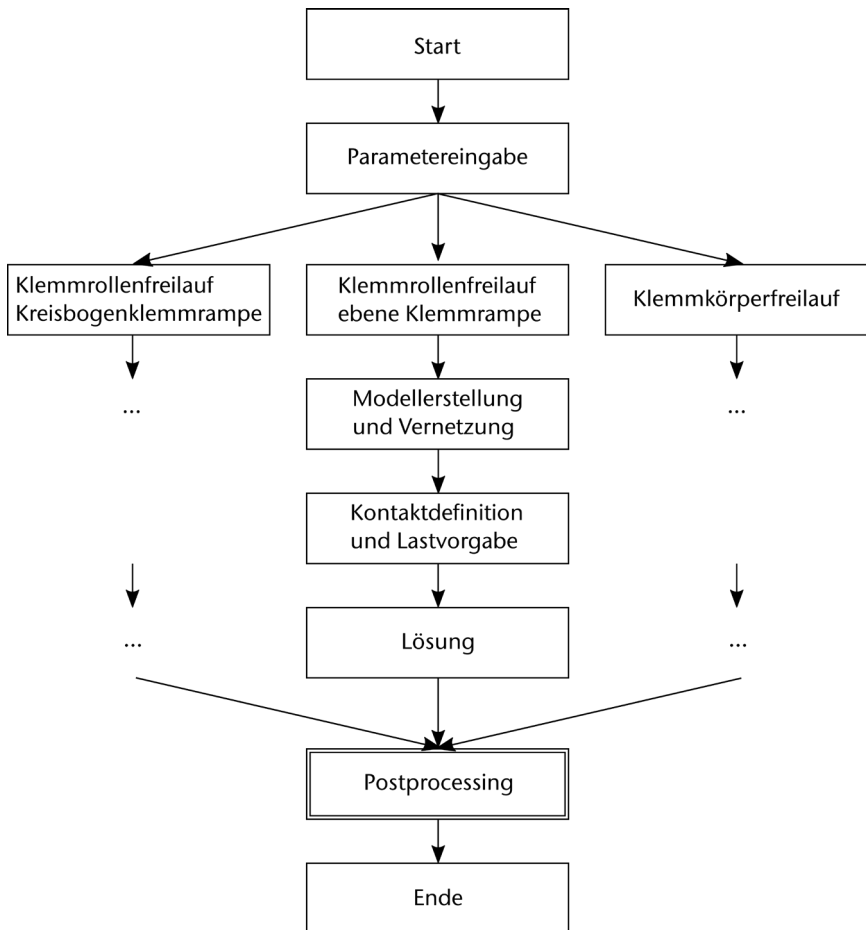 Start
Parametereingabe
Klemmrollenfreilauf
Kreisbogenklemmrampe
Klemmrollenfreilauf
ebene Klemmrampe
Klemmkörperfreilauf
...
Modellerstellung
und Vernetzung
...
Kontaktdefinition
und Lastvorgabe
...
Lösung
...
Postprocessing
Ende